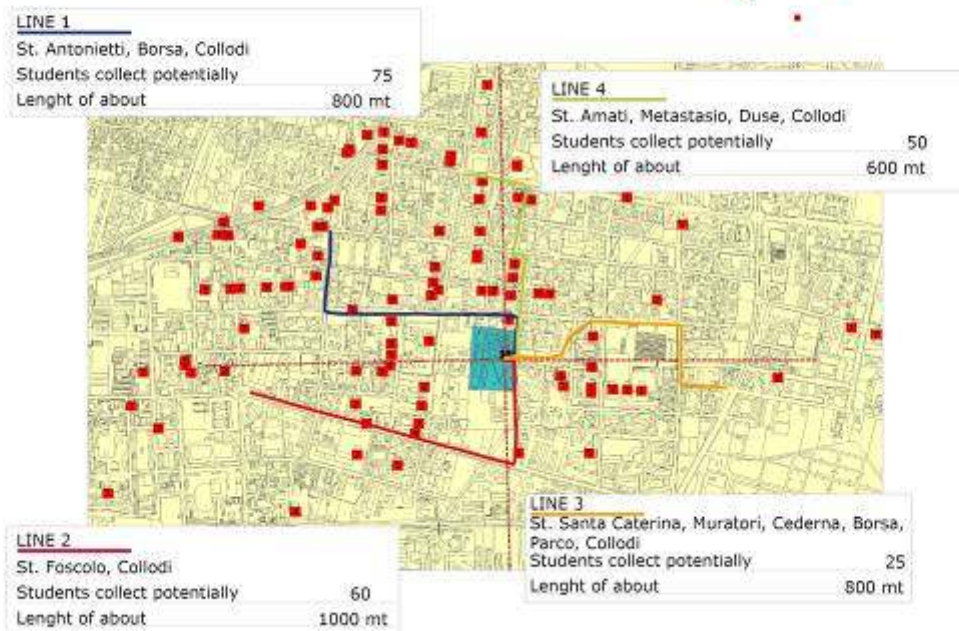 LINE 1
St. Antonietti, Borsa, Collodi
Students collect potentially 75
Lenght of about 800 mt
LINE 4
St. Amati, Metastasio, Duse, Collodi
Students collect potentially 50
Lenght of about 600 mt
LINE 2
St. Foscolo, Collodi
Students collect potentially 60
Lenght of about 1000 mt
LINE 3
St. Santa Caterina, Muratori, Cederna, Borsa,
Parco, Collodi
Students collect potentially 25
Lenght of about 800 mt